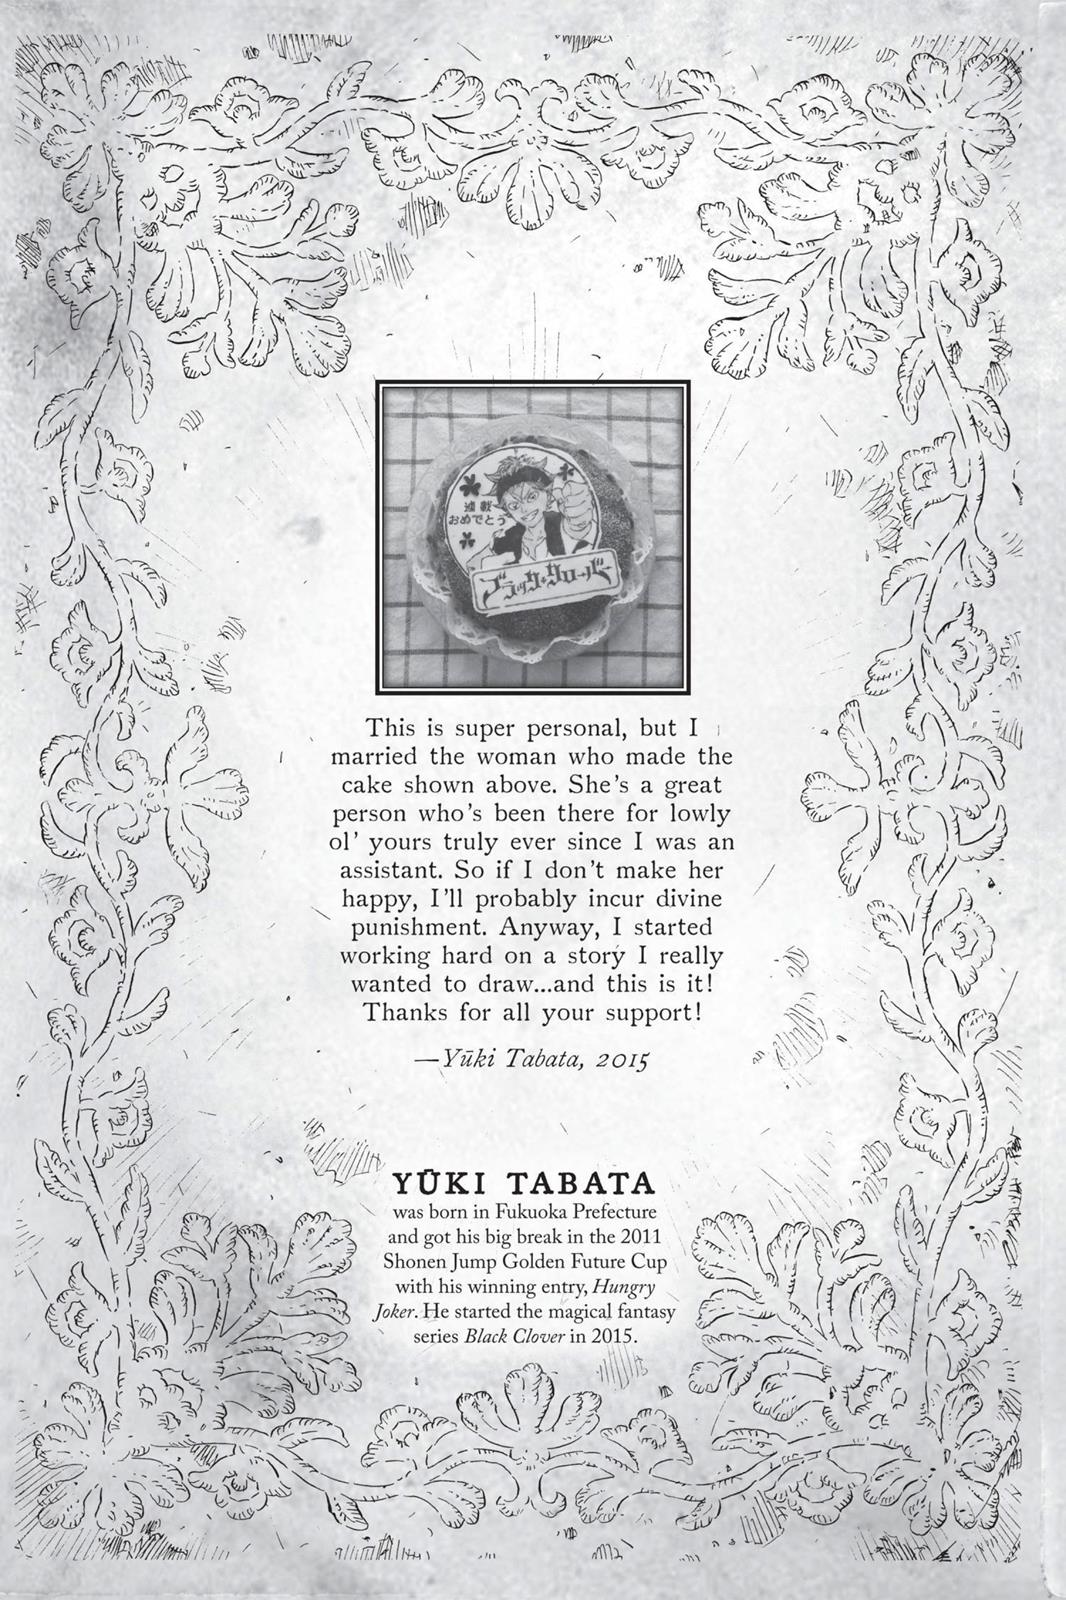 連載
おめでとう
ブラッククローバー
This is super personal, but I
married the woman who made the
cake shown above. She's a great
person who's been there for lowly
ol' yours truly ever since I was an
assistant. So if I don't make her
happy, I'll probably incur divine
punishment. Anyway, I started
working hard on a story I really
wanted to draw...and this is it!
Thanks for all your support!
—Yūki Tabata, 2015
YŪKI TABATA
was born in Fukuoka Prefecture
and got his big break in the 2011
Shonen Jump Golden Future Cup
with his winning entry, Hungry
Joker. He started the magical fantasy
series Black Clover in 2015.